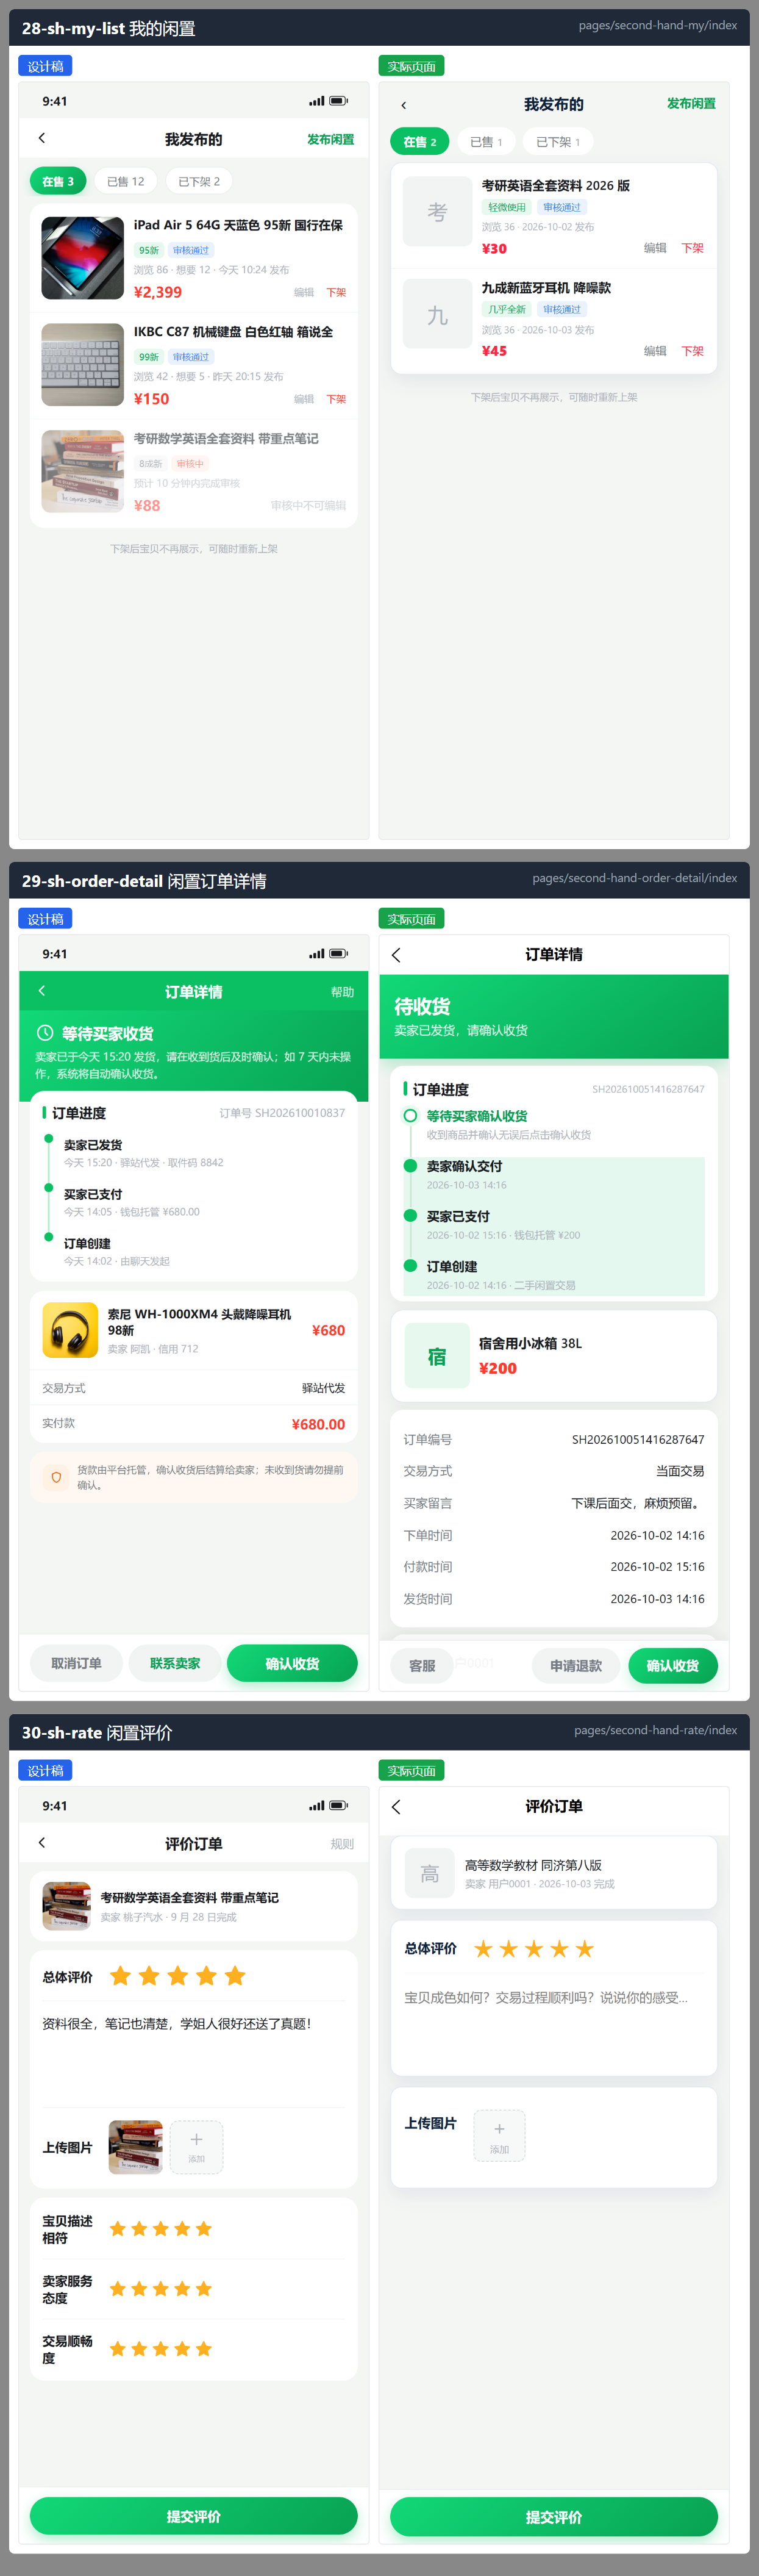 28-sh-my-list 我的闲置
pages/second-hand-my/index
设计稿
9:41
我发布的
发布闲置
在售 3
已售 12
已下架 2
iPad Air 5 64G 天蓝色 95新 国行在保
95新
审核通过
浏览 86 · 想要 12 · 今天 10:24 发布
¥2,399
编辑
下架
IKBC C87 机械键盘 白色红轴 箱说全
99新
审核通过
浏览 42 · 想要 5 · 昨天 20:15 发布
¥150
编辑
下架
考研数学英语全套资料 带重点笔记
8成新
审核中
预计 10 分钟内完成审核
¥88
审核中不可编辑
下架后宝贝不再展示，可随时重新上架
实际页面
我发布的
发布闲置
在售 2
已售 1
已下架 1
考
考研英语全套资料 2026 版
轻微使用
审核通过
浏览 36 · 2026-10-02 发布
¥30
编辑
下架
九
九成新蓝牙耳机 降噪款
几乎全新
审核通过
浏览 36 · 2026-10-03 发布
¥45
编辑
下架
下架后宝贝不再展示，可随时重新上架
29-sh-order-detail 闲置订单详情
pages/second-hand-order-detail/index
设计稿
9:41
订单详情
帮助
等待买家收货
卖家已于今天 15:20 发货，请在收到货后及时确认；如 7 天内未操
作，系统将自动确认收货。
订单进度
订单号 SH202610010837
卖家已发货
今天 15:20 · 驿站代发 · 取件码 8842
买家已支付
今天 14:05 · 钱包托管 ¥680.00
订单创建
今天 14:02 · 由聊天发起
索尼 WH-1000XM4 头戴降噪耳机
98新
¥680
卖家 阿凯 · 信用 712
交易方式
驿站代发
实付款
¥680.00
货款由平台托管，确认收货后结算给卖家；未收到货请勿提前
确认。
取消订单
联系卖家
确认收货
实际页面
订单详情
待收货
卖家已发货，请确认收货
订单进度
SH202610051416287647
等待买家确认收货
收到商品并确认无误后点击确认收货
卖家确认交付
2026-10-03 14:16
买家已支付
2026-10-02 15:16 · 钱包托管 ¥200
订单创建
2026-10-02 14:16 · 二手闲置交易
宿
宿舍用小冰箱 38L
¥200
订单编号
SH202610051416287647
交易方式
当面交易
买家留言
下课后面交，麻烦预留。
下单时间
2026-10-02 14:16
付款时间
2026-10-02 15:16
发货时间
2026-10-03 14:16
客服
户0001
申请退款
确认收货
30-sh-rate 闲置评价
pages/second-hand-rate/index
设计稿
9:41
评价订单
规则
考研数学英语全套资料 带重点笔记
卖家 桃子汽水 · 9 月 28 日完成
总体评价
资料很全，笔记也清楚，学姐人很好还送了真题！
上传图片
添加
宝贝描述
相符
卖家服务
态度
交易顺畅
度
提交评价
实际页面
评价订单
高
高等数学教材 同济第八版
卖家 用户0001 · 2026-10-03 完成
总体评价
宝贝成色如何？交易过程顺利吗？说说你的感受...
上传图片
添加
提交评价